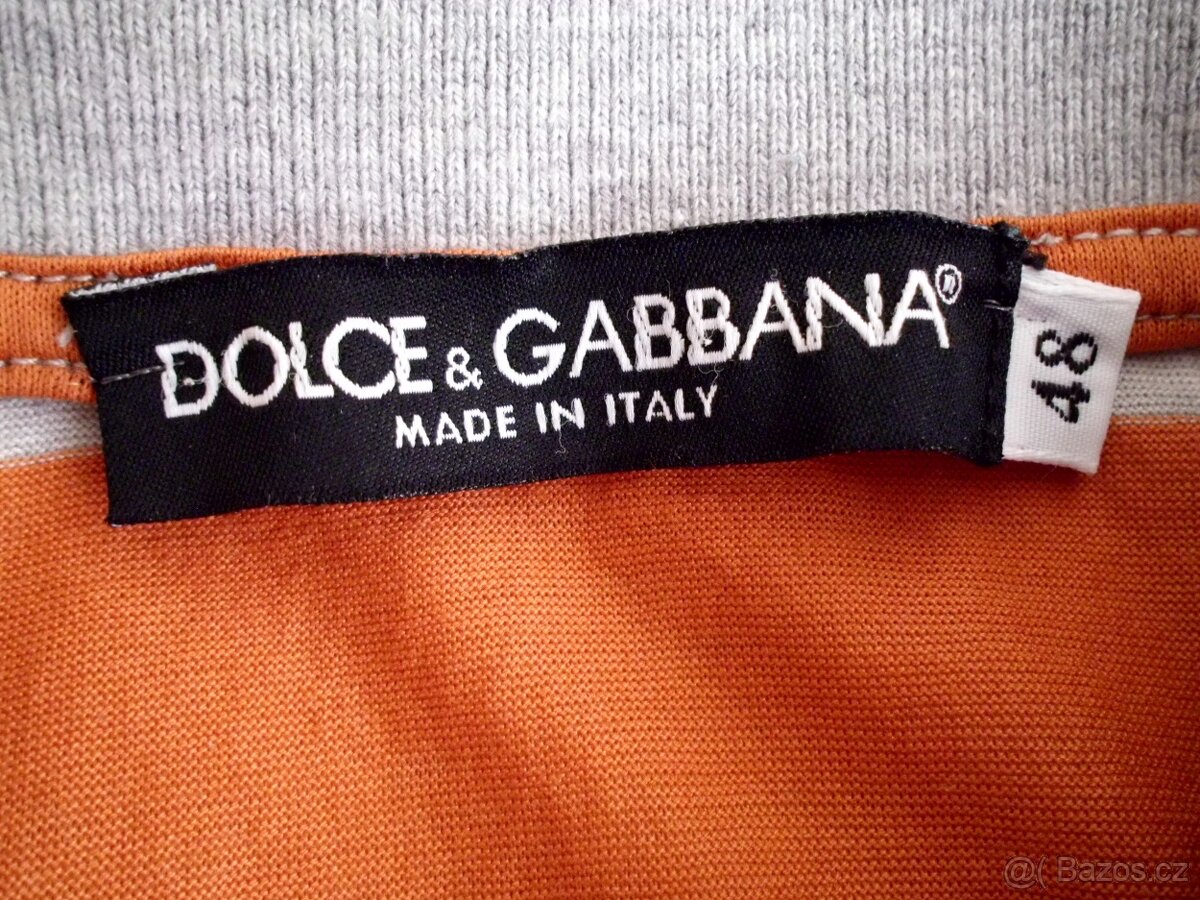 DOLCE & GABBANA®
MADE IN ITALY
48
@( Bazos.cz